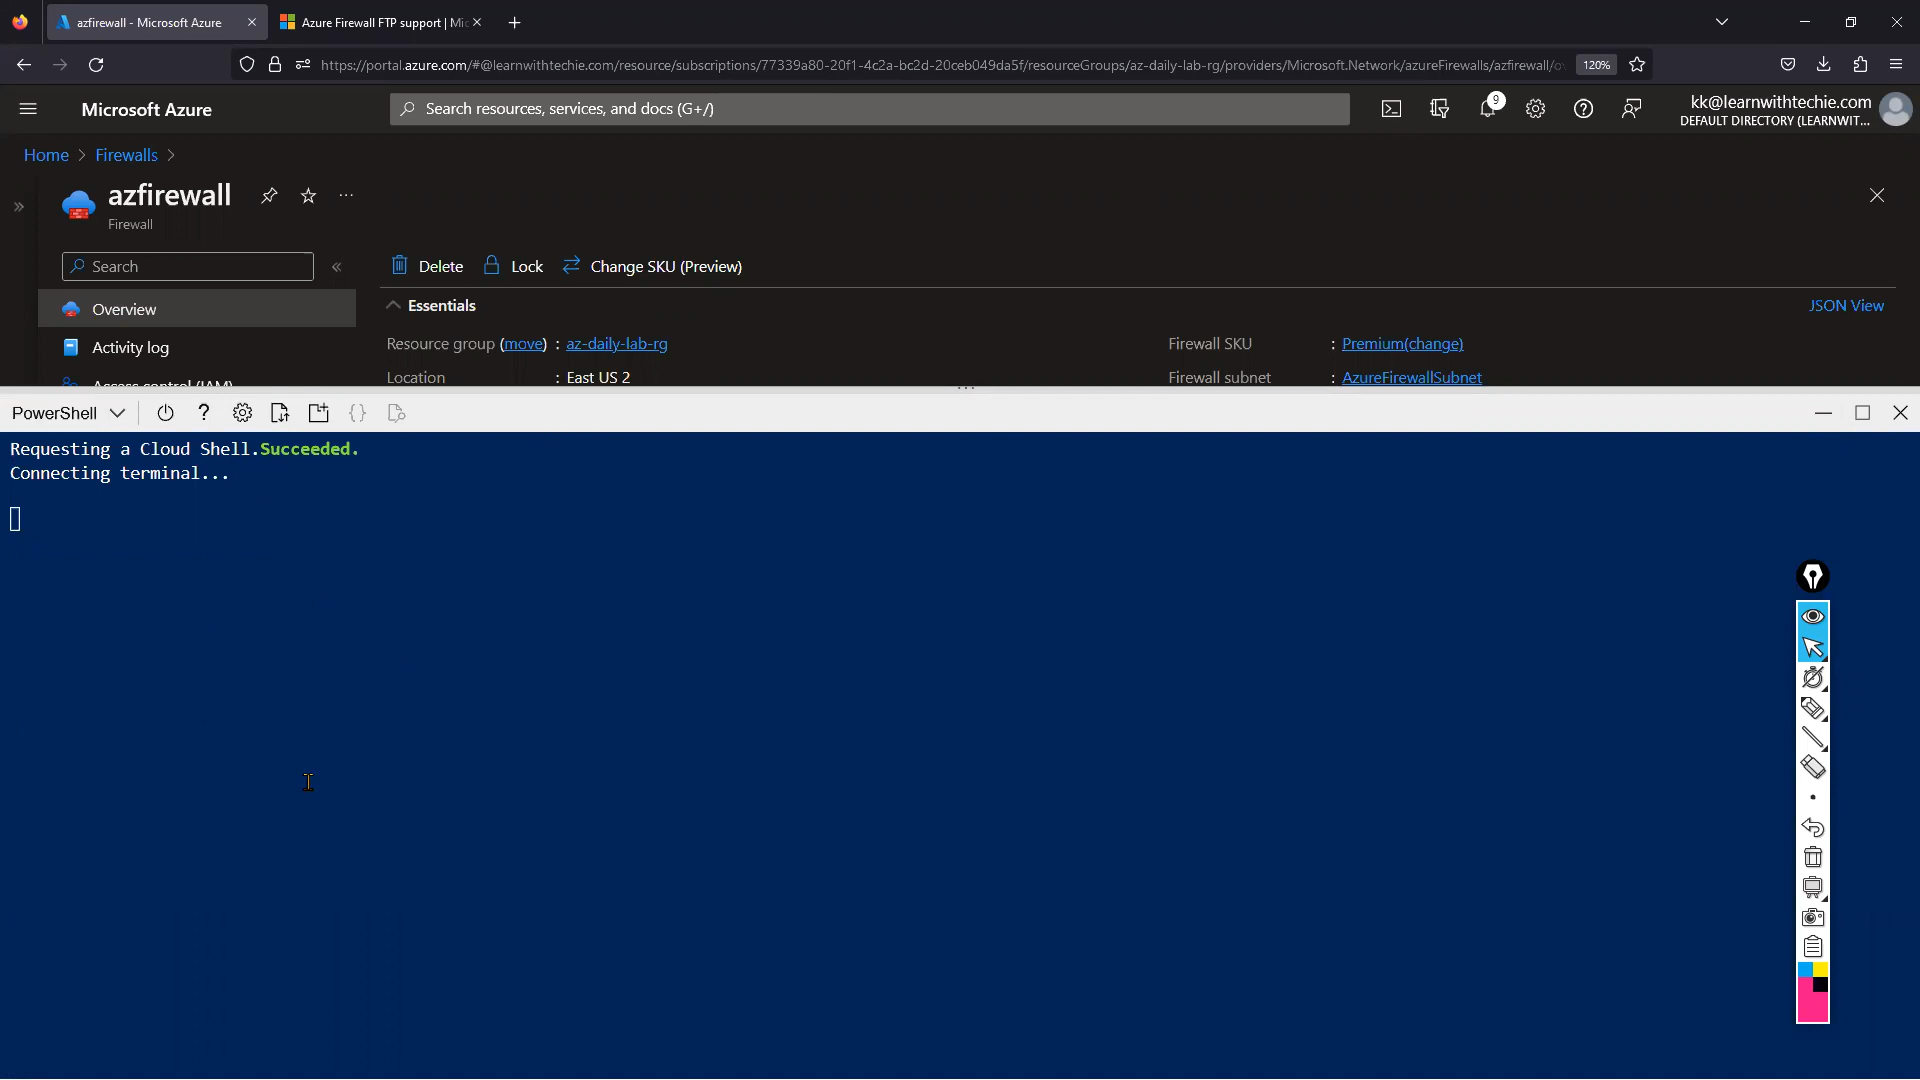 azfirewall - Microsoft Azure
Azure Firewall FTP support | Mi
https://portal.azure.com/#@learnwithtechie.com/resource/subscriptions/77339a80-20f1-4c2a-bc2d-20ceb049da5f/resourceGroups/az-daily-lab-rg/providers/Microsoft.Network/azureFirewalls/azfirewall/ov
120%
Microsoft Azure
Search resources, services, and docs (G+/)
9
kk@learnwithtechie.com
DEFAULT DIRECTORY (LEARNWIT...
Home > Firewalls >
azfirewall
Firewall
Search
Delete
Lock
Change SKU (Preview)
Overview
Essentials
JSON View
Activity log
Resource group (move) : az-daily-lab-rg
Firewall SKU : Premium(change)
Access control (IAM)
Location : East US 2
Firewall subnet : AzureFirewallSubnet
PowerShell
Requesting a Cloud Shell.Succeeded.
Connecting terminal...